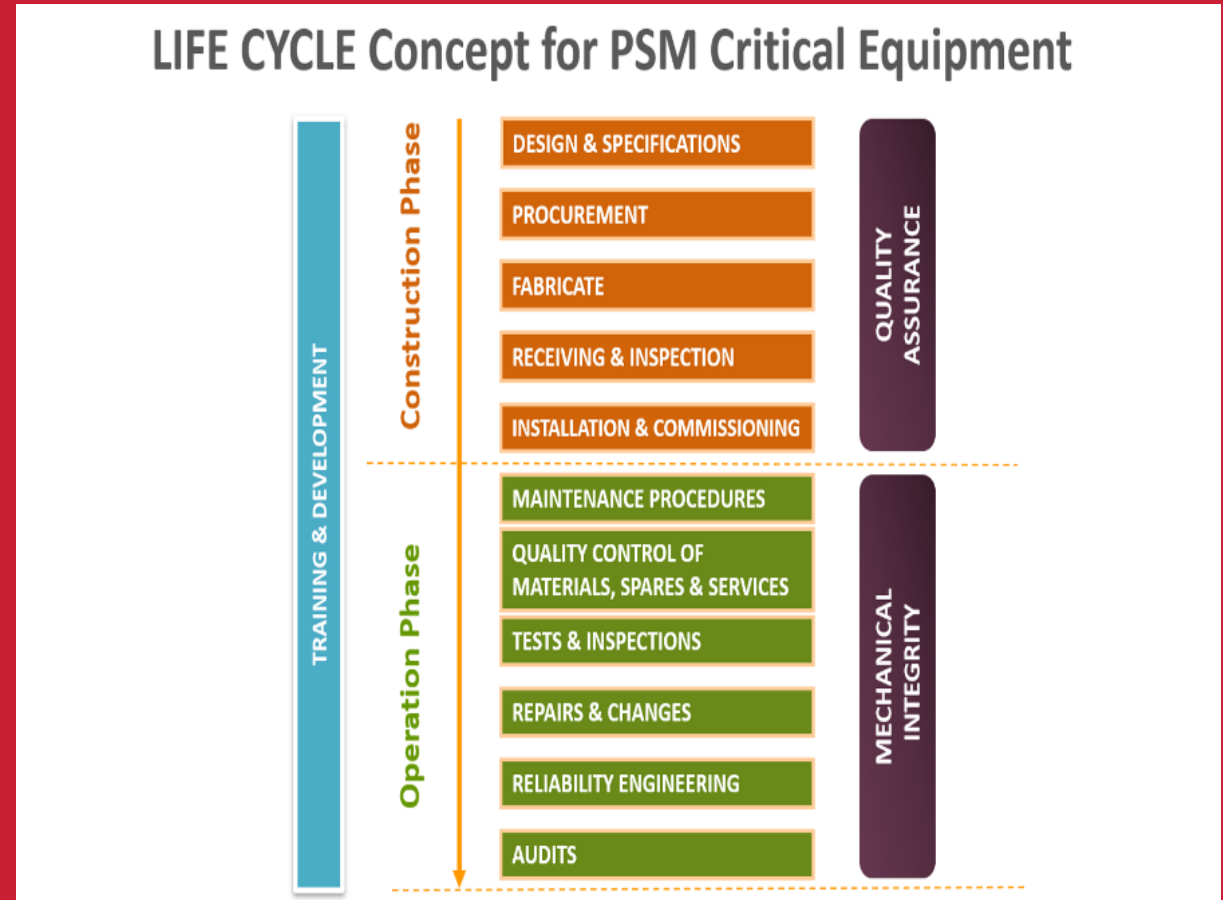 LIFE CYCLE Concept for PSM Critical Equipment
TRAINING & DEVELOPMENT
Construction Phase
DESIGN & SPECIFICATIONS
PROCUREMENT
FABRICATE
RECEIVING & INSPECTION
INSTALLATION & COMMISSIONING
QUALITY
ASSURANCE
Operation Phase
MAINTENANCE PROCEDURES
QUALITY CONTROL OF
MATERIALS, SPARES & SERVICES
TESTS & INSPECTIONS
REPAIRS & CHANGES
RELIABILITY ENGINEERING
AUDITS
MECHANICAL
INTEGRITY